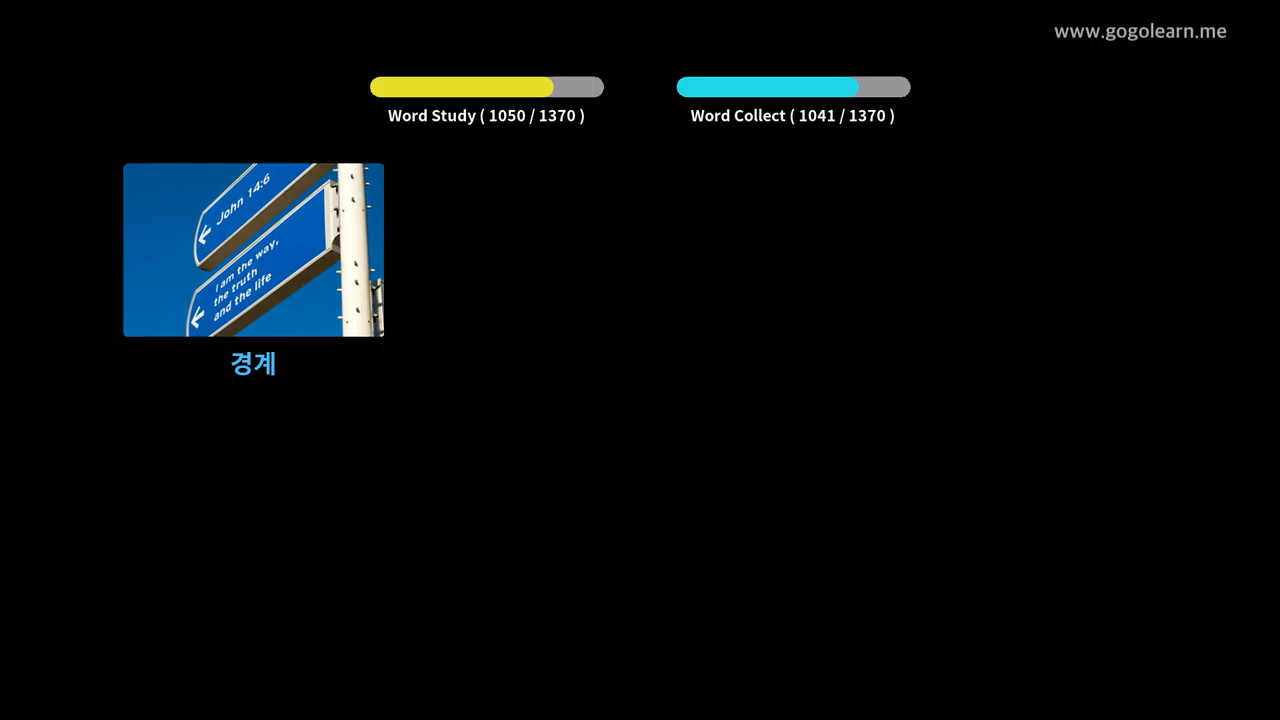 www.gogolearn.me
Word Study ( 1050 / 1370 )
Word Collect ( 1041 / 1370 )
John 14:6
I am the way,
the truth
and the life
경계